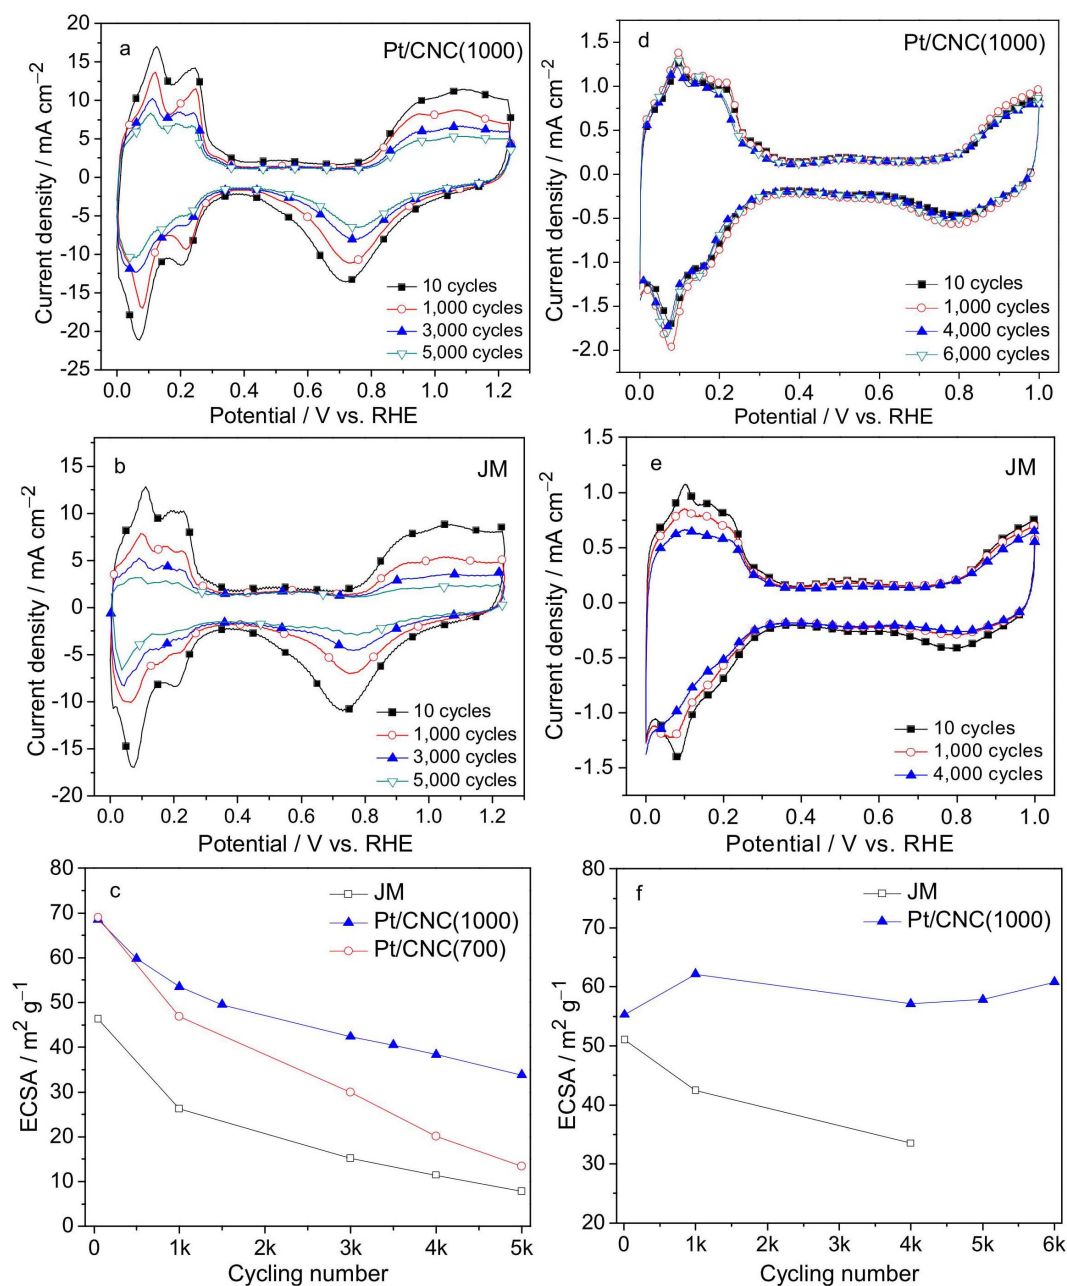 a
Pt/CNC(1000)
Current density / mA cm⁻²
25
20
15
10
5
0
-5
-10
-15
-20
-25
10 cycles
1,000 cycles
3,000 cycles
5,000 cycles
0.0 0.2 0.4 0.6 0.8 1.0 1.2
Potential / V vs. RHE
d
Pt/CNC(1000)
Current density / mA cm⁻²
1.5
1.0
0.5
0.0
-0.5
-1.0
-1.5
-2.0
10 cycles
1,000 cycles
4,000 cycles
6,000 cycles
0.0 0.2 0.4 0.6 0.8 1.0
Potential / V vs. RHE
b
JM
Current density / mA cm⁻²
15
10
5
0
-5
-10
-15
-20
10 cycles
1,000 cycles
3,000 cycles
5,000 cycles
0.0 0.2 0.4 0.6 0.8 1.0 1.2
Potential / V vs. RHE
e
JM
Current density / mA cm⁻²
1.5
1.0
0.5
0.0
-0.5
-1.0
-1.5
10 cycles
1,000 cycles
4,000 cycles
0.0 0.2 0.4 0.6 0.8 1.0
Potential / V vs. RHE
c
JM
Pt/CNC(1000)
Pt/CNC(700)
ECSA / m² g⁻¹
80
70
60
50
40
30
20
10
0
0 1k 2k 3k 4k 5k
Cycling number
f
JM
Pt/CNC(1000)
ECSA / m² g⁻¹
80
70
60
50
40
30
20
0 1k 2k 3k 4k 5k 6k
Cycling number